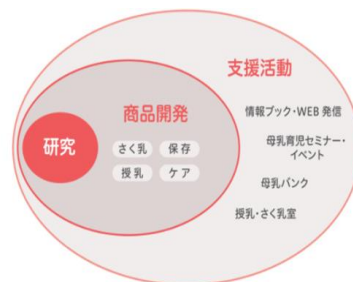 支援活動
商品開発
研究
さく乳 保存
授乳 ケア
情報ブック・WEB 発信
母乳育児セミナー・
イベント
母乳バンク
授乳・さく乳室